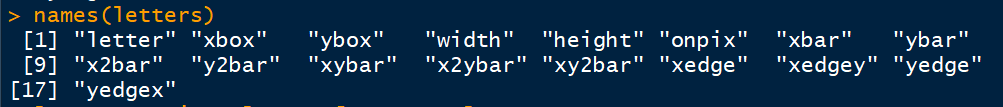 > names(letters)
[1] "letter" "xbox" "ybox" "width" "height" "onpix" "xbar" "ybar"
[9] "x2bar" "y2bar" "xybar" "x2ybar" "xy2bar" "xedge" "xedgey" "yedge"
[17] "yedgex"